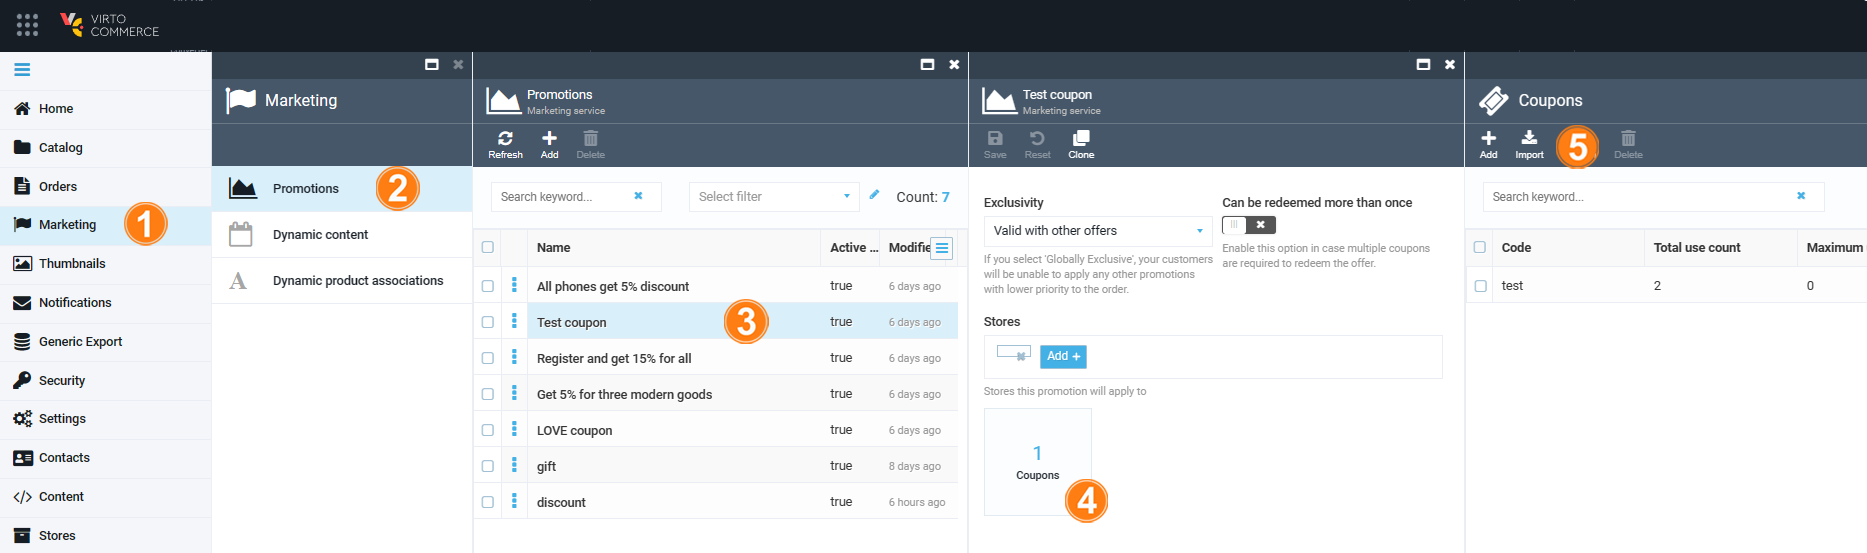 VIRTO
COMMERCE
Home
Catalog
Orders
Marketing
1
Thumbnails
Notifications
Generic Export
Security
Settings
Contacts
Content
Stores
Marketing
Promotions
2
Dynamic content
A
Dynamic product associations
Promotions
Marketing service
Refresh
Add
Delete
Search keyword...
Select filter
Count: 7
Name Active ... Modifie
All phones get 5% discount true 6 days ago
Test coupon 3 true 6 days ago
Register and get 15% for all true 6 days ago
Get 5% for three modern goods true 6 days ago
LOVE coupon true 6 days ago
gift true 8 days ago
discount true 6 hours ago
Test coupon
Marketing service
Save
Reset
Clone
Exclusivity
Valid with other offers
If you select 'Globally Exclusive', your customers
will be unable to apply any other promotions
with lower priority to the order.
Can be redeemed more than once
Enable this option in case multiple coupons
are required to redeem the offer.
Stores
Add +
Stores this promotion will apply to
1
Coupons
4
Coupons
Add
Import
5
Delete
Search keyword...
Code Total use count Maximum
test 2 0